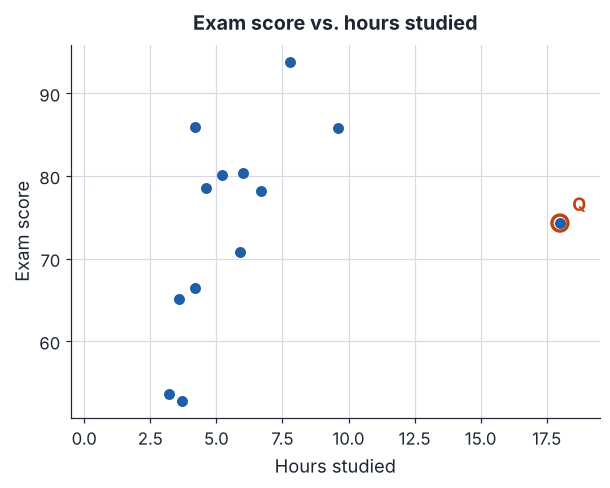 Exam score vs. hours studied
Exam score
90
80
70
60
Q
0.0 2.5 5.0 7.5 10.0 12.5 15.0 17.5
Hours studied